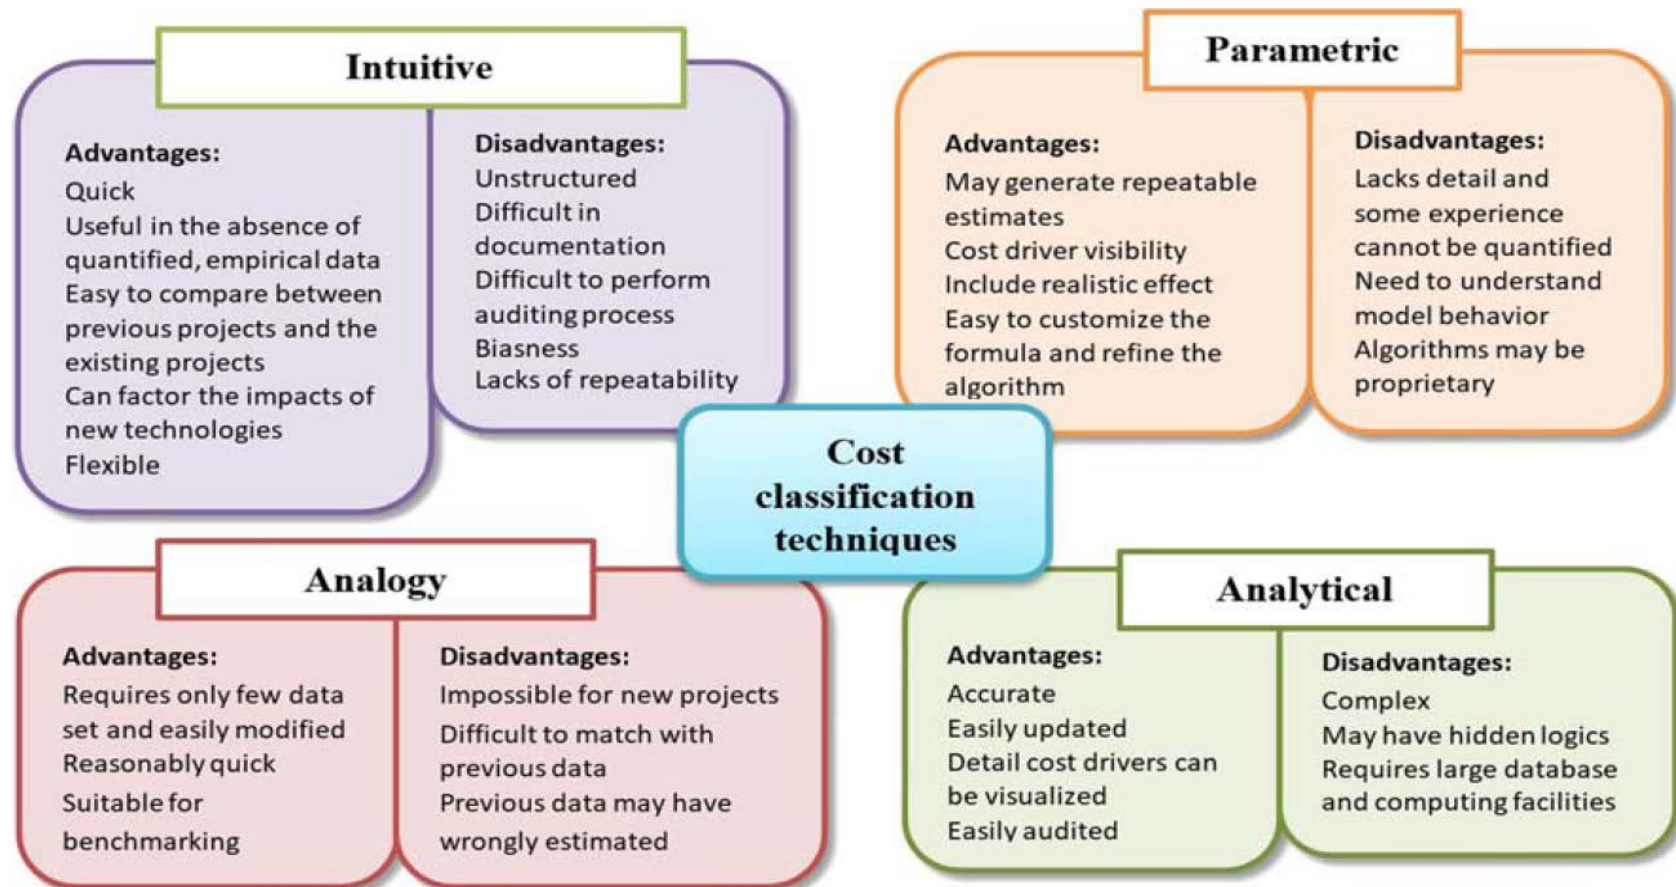 Intuitive
Advantages:
Quick
Useful in the absence of
quantified, empirical data
Easy to compare between
previous projects and the
existing projects
Can factor the impacts of
new technologies
Flexible
Disadvantages:
Unstructured
Difficult in
documentation
Difficult to perform
auditing process
Biasness
Lacks of repeatability
Parametric
Advantages:
May generate repeatable
estimates
Cost driver visibility
Include realistic effect
Easy to customize the
formula and refine the
algorithm
Disadvantages:
Lacks detail and
some experience
cannot be quantified
Need to understand
model behavior
Algorithms may be
proprietary
Cost
classification
techniques
Analogy
Advantages:
Requires only few data
set and easily modified
Reasonably quick
Suitable for
benchmarking
Disadvantages:
Impossible for new projects
Difficult to match with
previous data
Previous data may have
wrongly estimated
Analytical
Advantages:
Accurate
Easily updated
Detail cost drivers can
be visualized
Easily audited
Disadvantages:
Complex
May have hidden logics
Requires large database
and computing facilities